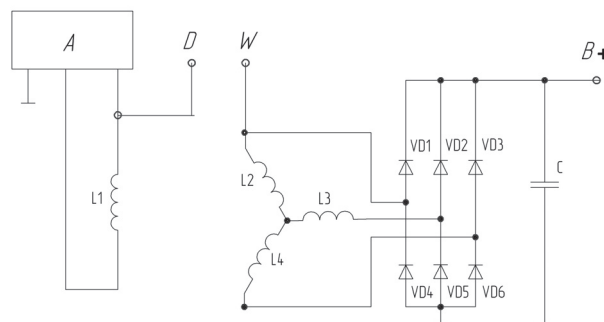 A D W B+
VD1 VD2 VD3
L2 C
L1 L3
L4
VD4 VD5 VD6